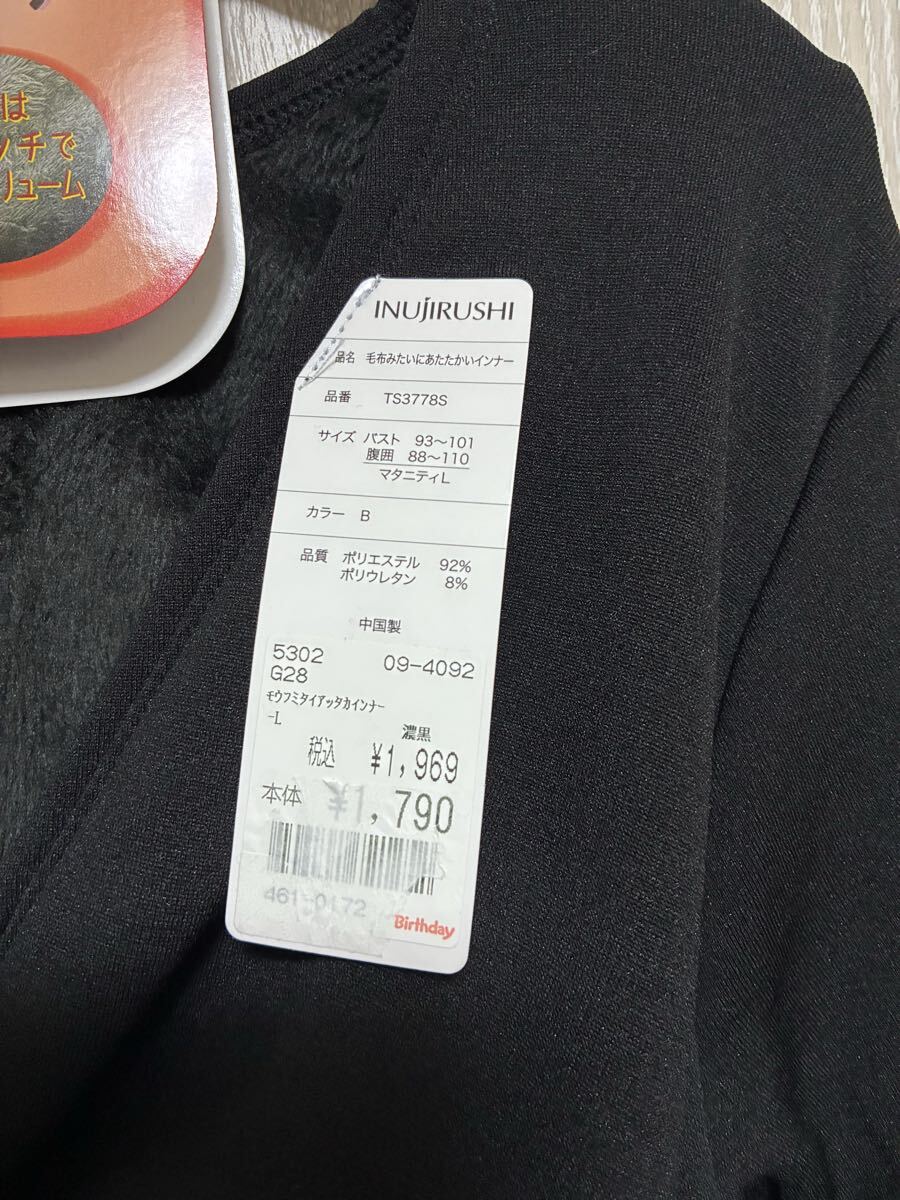 は
ッチで
リューム
INUJIRUSHI
品名 毛布みたいにあたたかいインナー
品番 TS3778S
サイズ バスト 93～101
腹囲 88～110
マタニティL
カラー B
品質 ポリエステル 92%
ポリウレタン 8%
中国製
5302 09-4092
G28
モウフミタイアッタカインナー
-L
濃黒
税込 ¥1,969
本体 ¥1,790
461-0172
Birthday